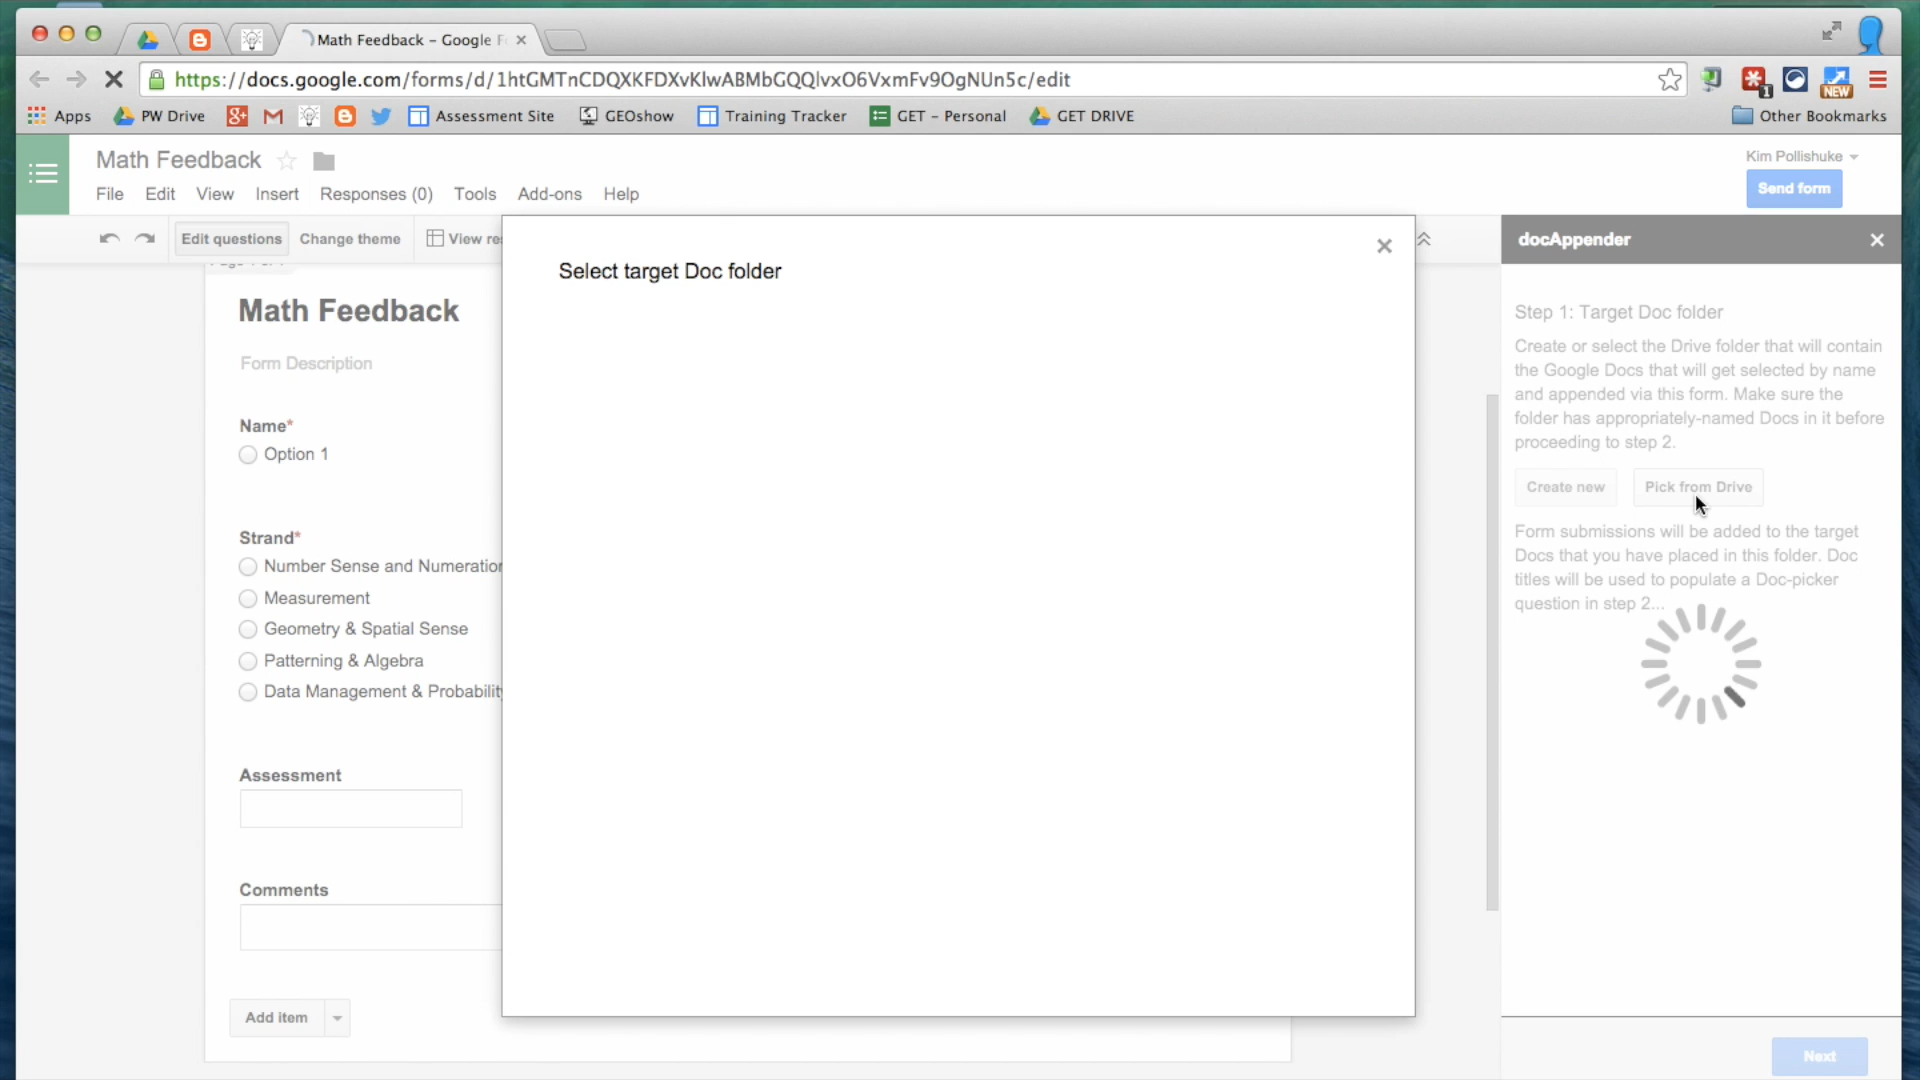 Math Feedback – Google F
https://docs.google.com/forms/d/1htGMTnCDQXKFDXvKlwABMbGQQlvxO6VxmFv9OgNUn5c/edit
1
NEW
Apps PW Drive Assessment Site GEOshow Training Tracker GET – Personal GET DRIVE Other Bookmarks
Math Feedback
Kim Pollishuke
File Edit View Insert Responses (0) Tools Add-ons Help
Send form
Edit questions Change theme View re
docAppender
Select target Doc folder
Math Feedback
Form Description
Name*
Option 1
Strand*
Number Sense and Numeration
Measurement
Geometry & Spatial Sense
Patterning & Algebra
Data Management & Probability
Assessment
Comments
Add item
Step 1: Target Doc folder
Create or select the Drive folder that will contain
the Google Docs that will get selected by name
and appended via this form. Make sure the
folder has appropriately-named Docs in it before
proceeding to step 2.
Create new Pick from Drive
Form submissions will be added to the target
Docs that you have placed in this folder. Doc
titles will be used to populate a Doc-picker
question in step 2...
Next